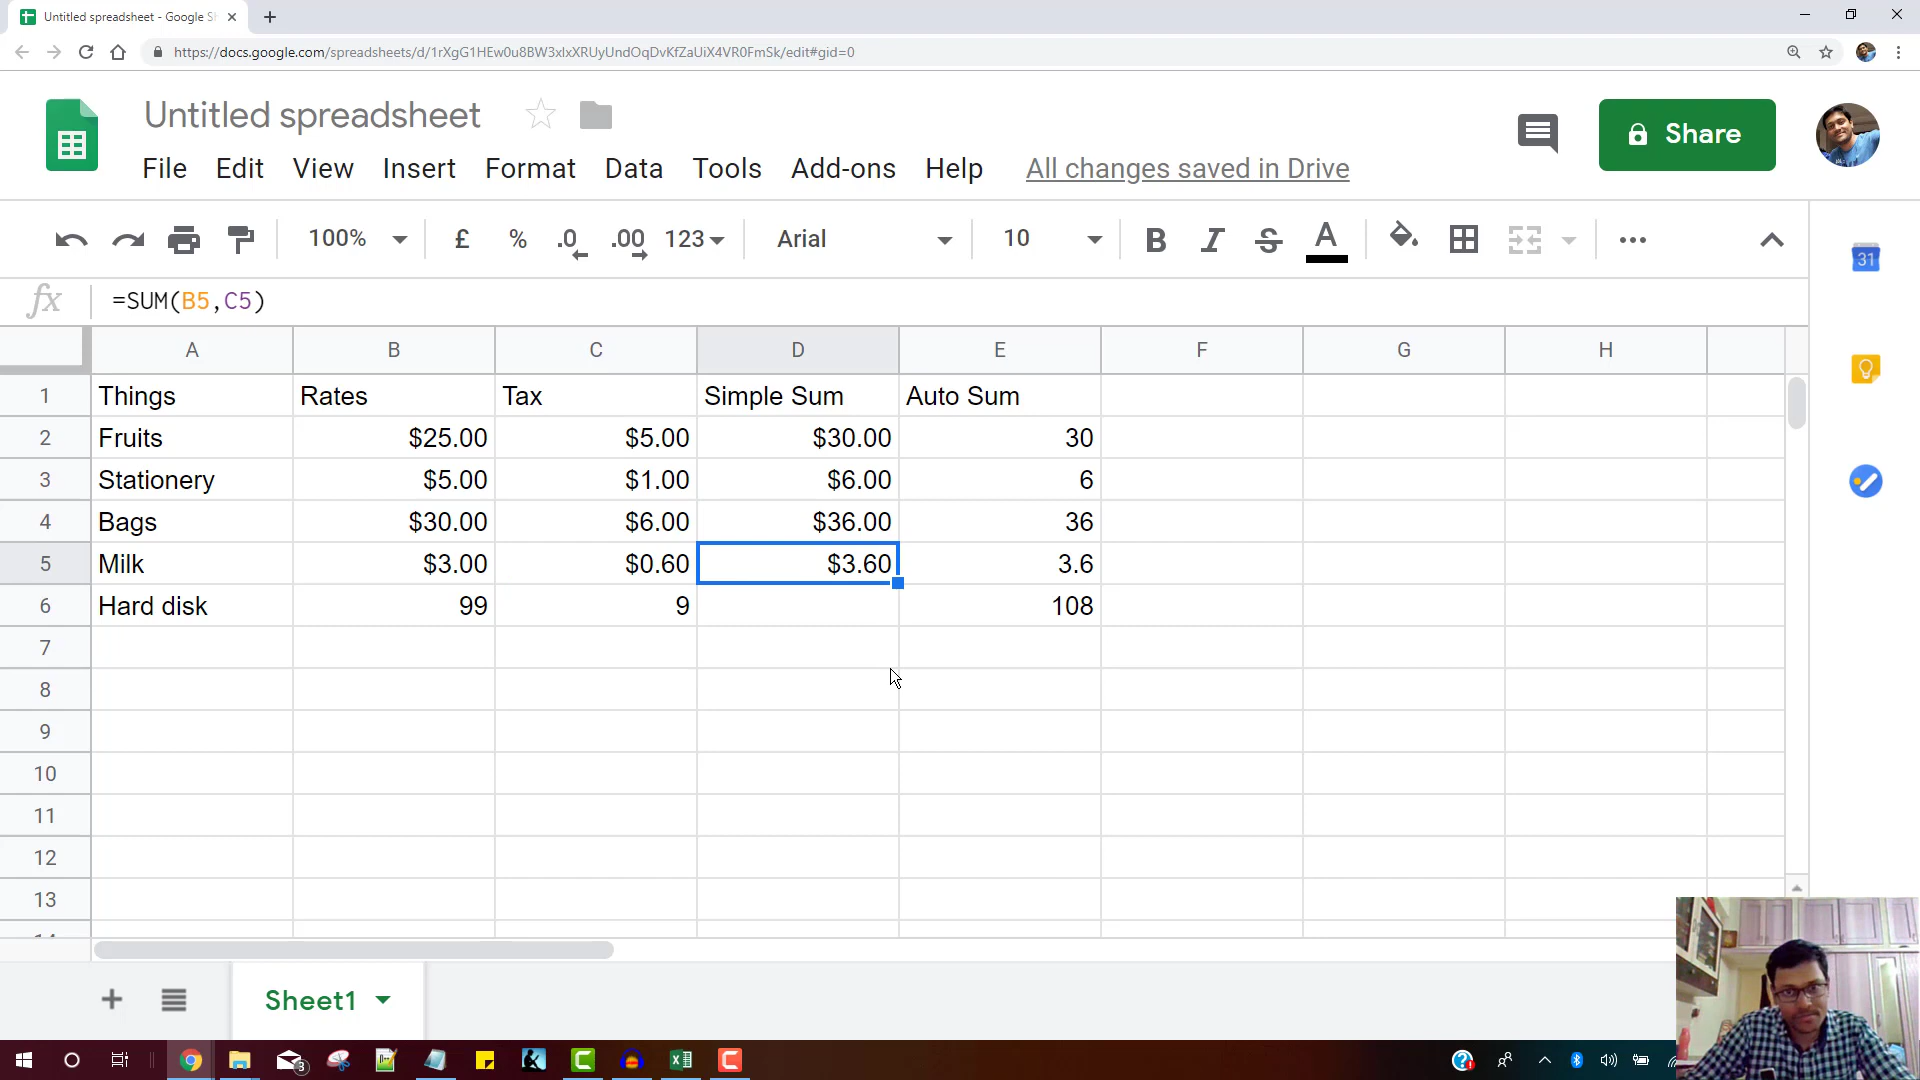 Untitled spreadsheet - Google S
https://docs.google.com/spreadsheets/d/1rXgG1HEw0u8BW3xlxXRUyUndOqDvKfZaUiX4VR0FmSk/edit#gid=0
Untitled spreadsheet
Share
File Edit View Insert Format Data Tools Add-ons Help All changes saved in Drive
100% £ % .0 .00 123 Arial 10 B I S A
31
fx =SUM(B5,C5)
A B C D E F G H
1 Things Rates Tax Simple Sum Auto Sum
2 Fruits $25.00 $5.00 $30.00 30
3 Stationery $5.00 $1.00 $6.00 6
4 Bags $30.00 $6.00 $36.00 36
5 Milk $3.00 $0.60 $3.60 3.6
6 Hard disk 99 9 108
7
8
9
10
11
12
13
Sheet1
3